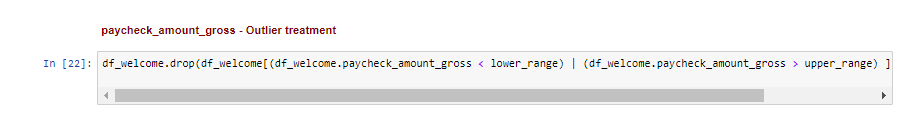 paycheck_amount_gross - Outlier treatment
In [22]: df_welcome.drop(df_welcome[(df_welcome.paycheck_amount_gross < lower_range) | (df_welcome.paycheck_amount_gross > upper_range) ]